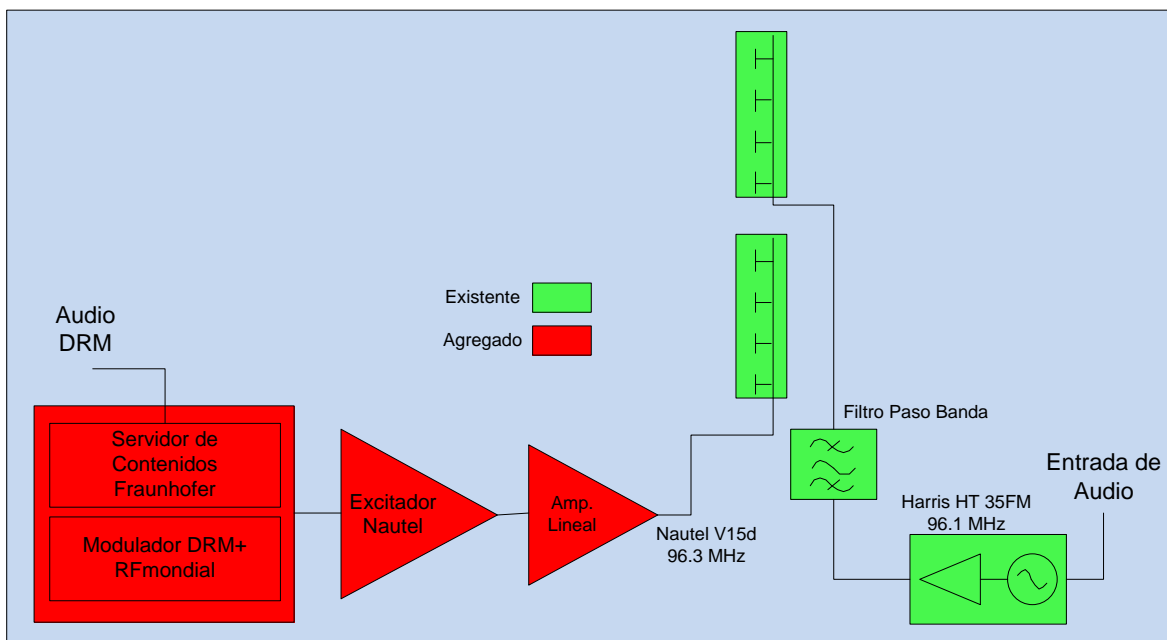 Existente
Agregado
Audio
DRM
Servidor de
Contenidos
Fraunhofer
Modulador DRM+
RFmondial
Excitador
Nautel
Amp.
Lineal
Nautel V15d
96.3 MHz
Filtro Paso Banda
Harris HT 35FM
96.1 MHz
Entrada de
Audio